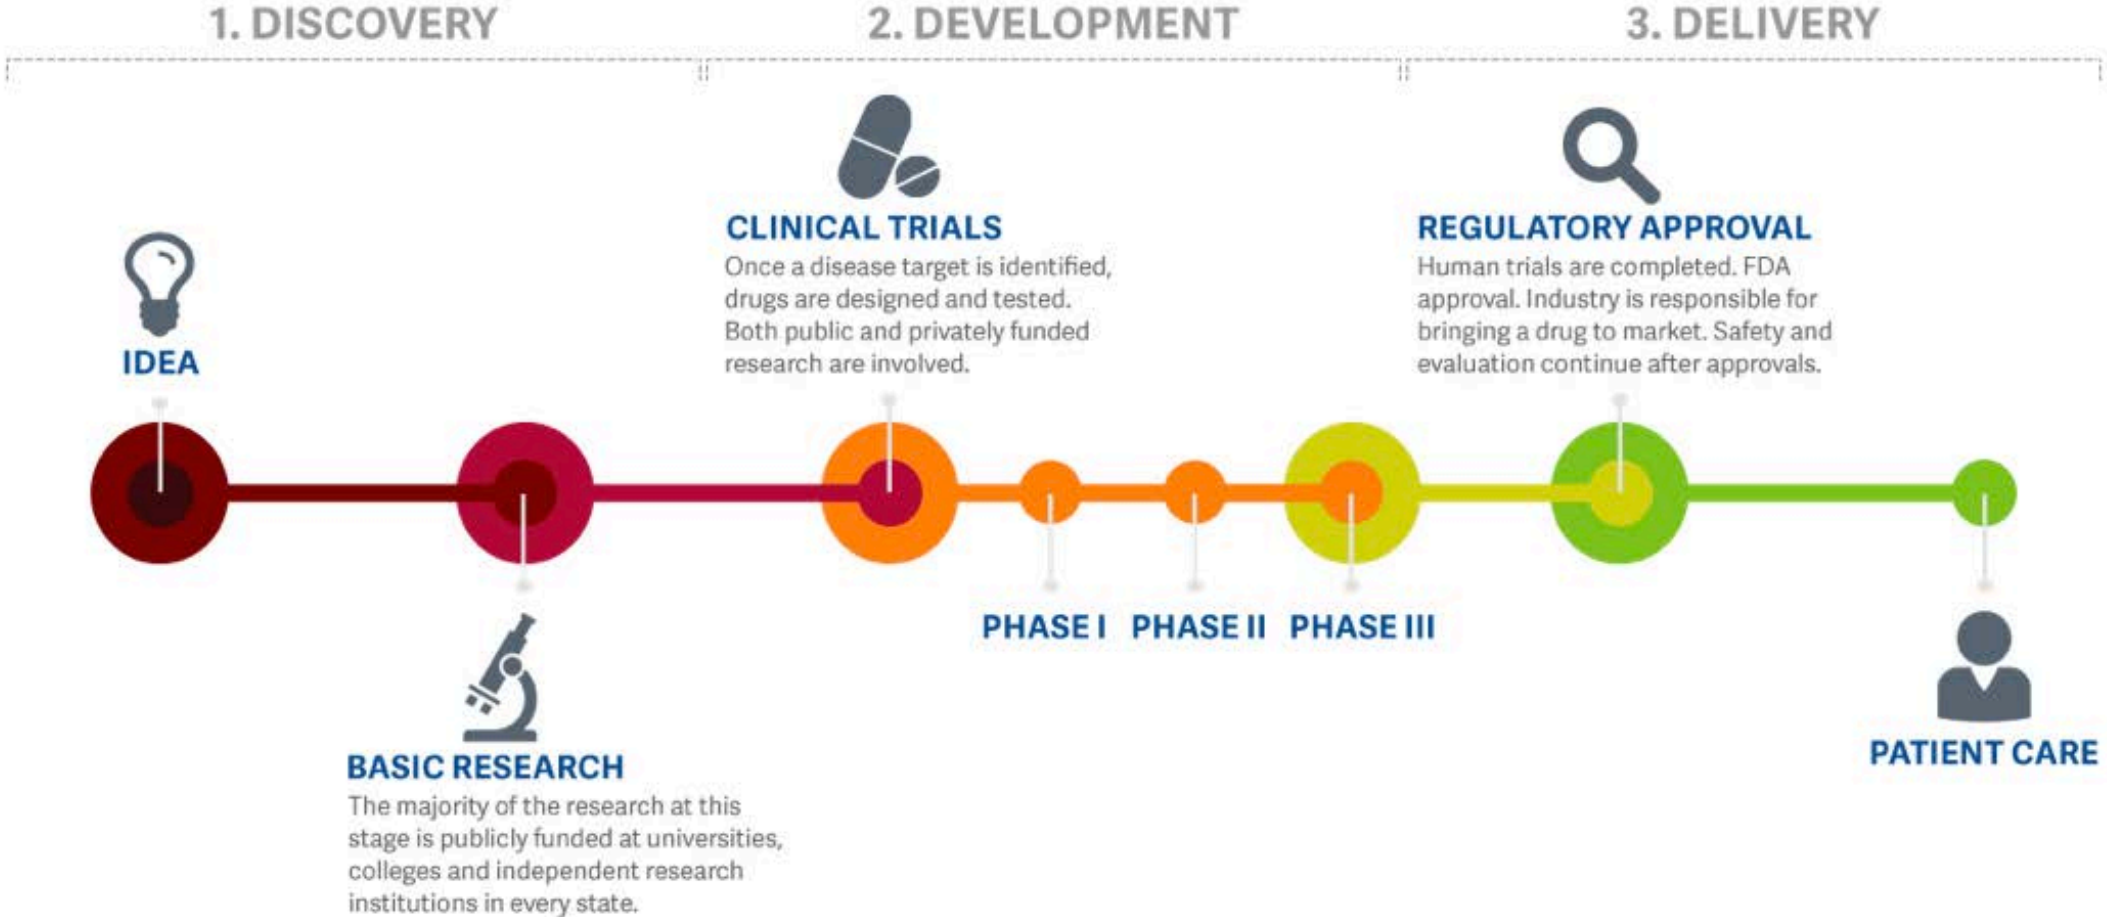 1. DISCOVERY
2. DEVELOPMENT
3. DELIVERY
IDEA
CLINICAL TRIALS
Once a disease target is identified,
drugs are designed and tested.
Both public and privately funded
research are involved.
REGULATORY APPROVAL
Human trials are completed. FDA
approval. Industry is responsible for
bringing a drug to market. Safety and
evaluation continue after approvals.
PHASE I
PHASE II
PHASE III
BASIC RESEARCH
The majority of the research at this
stage is publicly funded at universities,
colleges and independent research
institutions in every state.
PATIENT CARE